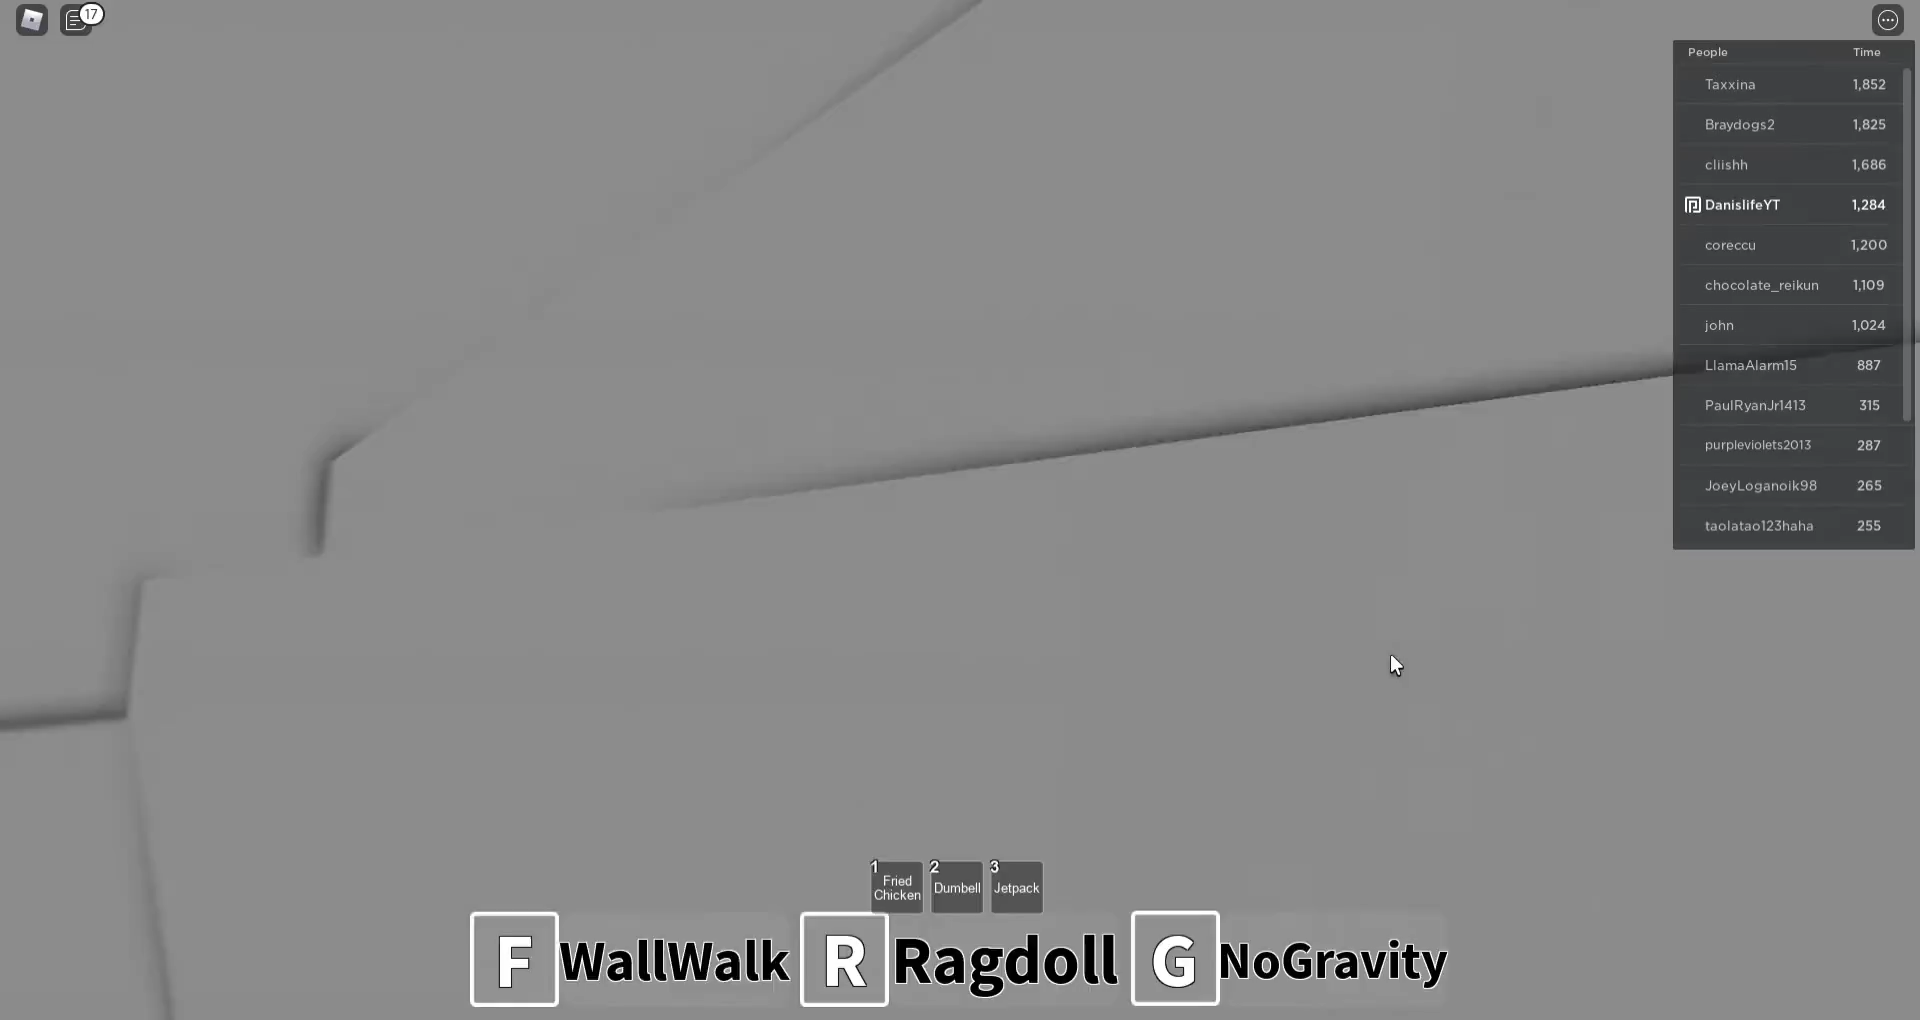 17
People Time
Taxxina 1,852
Braydogs2 1,825
cliishh 1,686
DanislifeYT 1,284
coreccu 1,200
chocolate_reikun 1,109
john 1,024
LlamaAlarm15 887
PaulRyanJr1413 315
purpleviolets2013 287
JoeyLoganoik98 265
taolatao123haha 255
1 2 3
Fried
Chicken Dumbell Jetpack
F WallWalk R Ragdoll G NoGravity